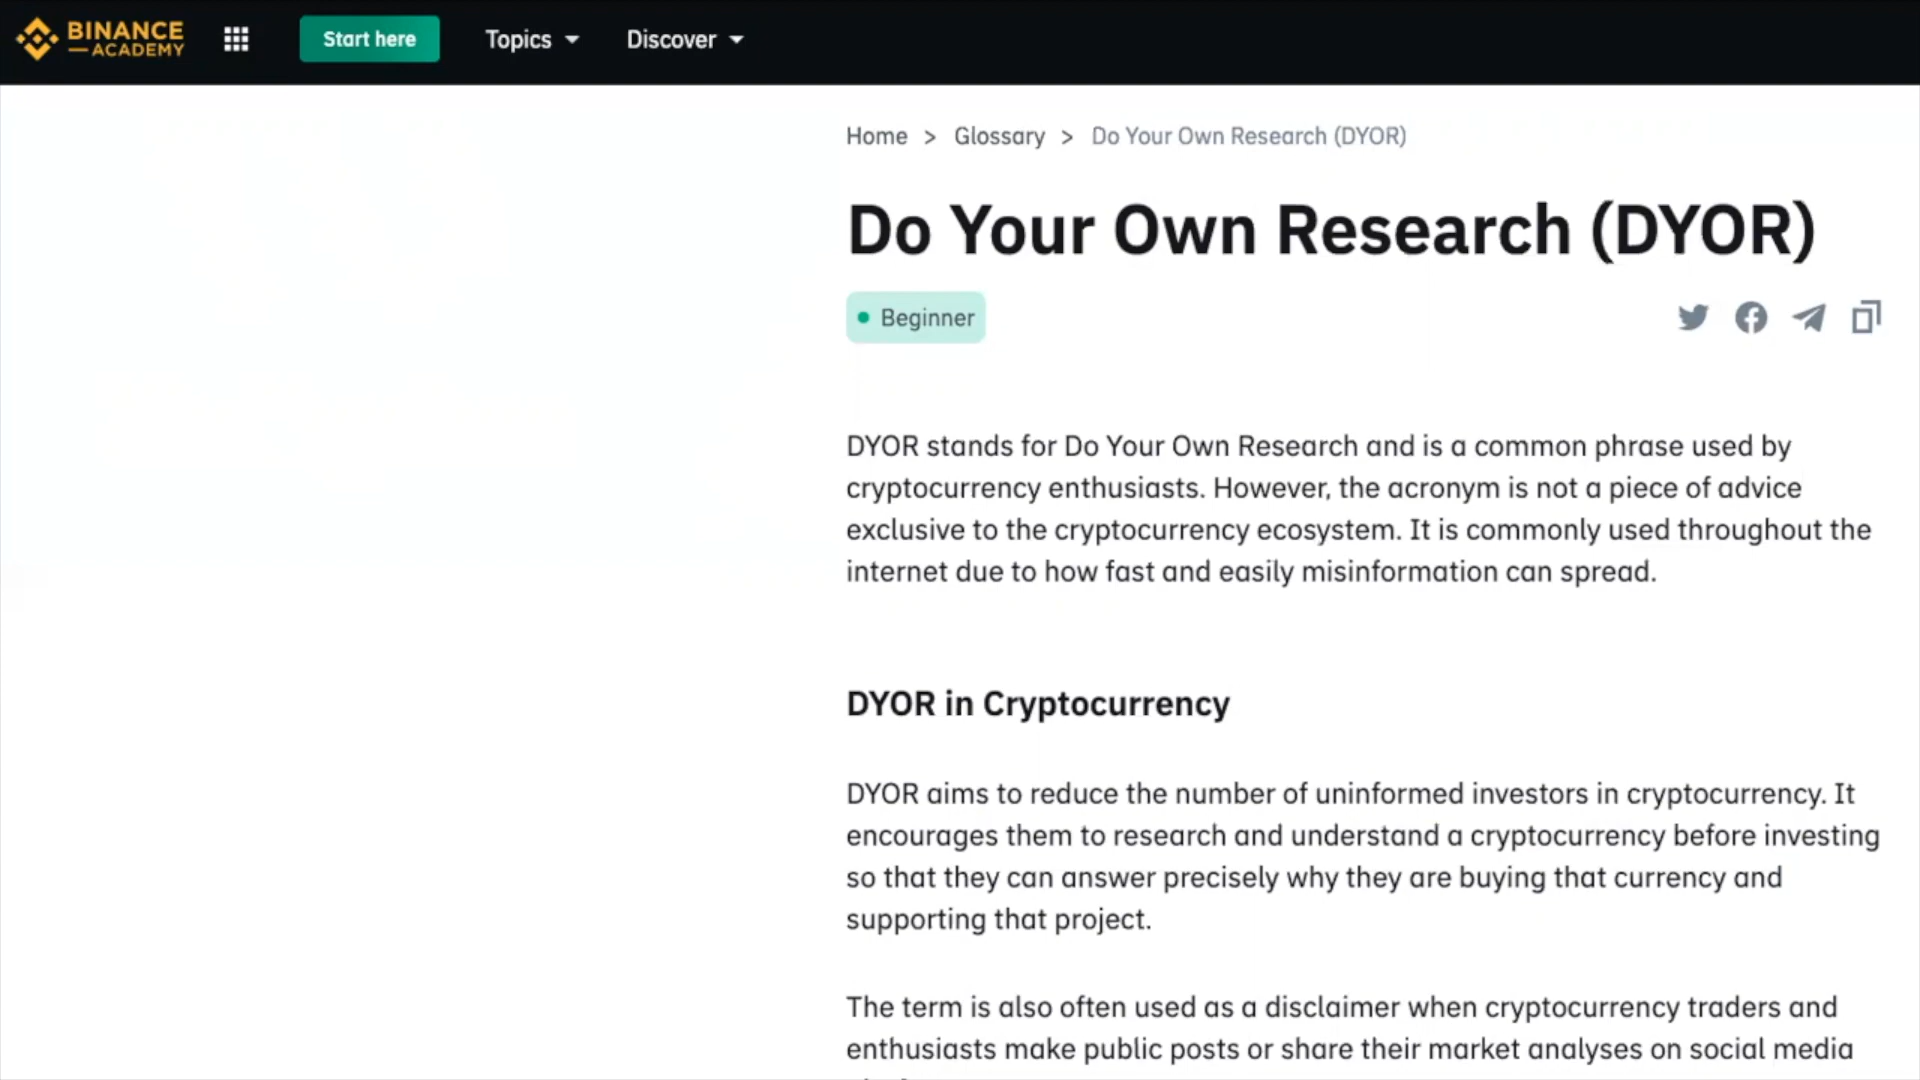 BINANCE
ACADEMY
Start here
Topics
Discover
Home > Glossary > Do Your Own Research (DYOR)
Do Your Own Research (DYOR)
Beginner
DYOR stands for Do Your Own Research and is a common phrase used by
cryptocurrency enthusiasts. However, the acronym is not a piece of advice
exclusive to the cryptocurrency ecosystem. It is commonly used throughout the
internet due to how fast and easily misinformation can spread.
DYOR in Cryptocurrency
DYOR aims to reduce the number of uninformed investors in cryptocurrency. It
encourages them to research and understand a cryptocurrency before investing
so that they can answer precisely why they are buying that currency and
supporting that project.
The term is also often used as a disclaimer when cryptocurrency traders and
enthusiasts make public posts or share their market analyses on social media